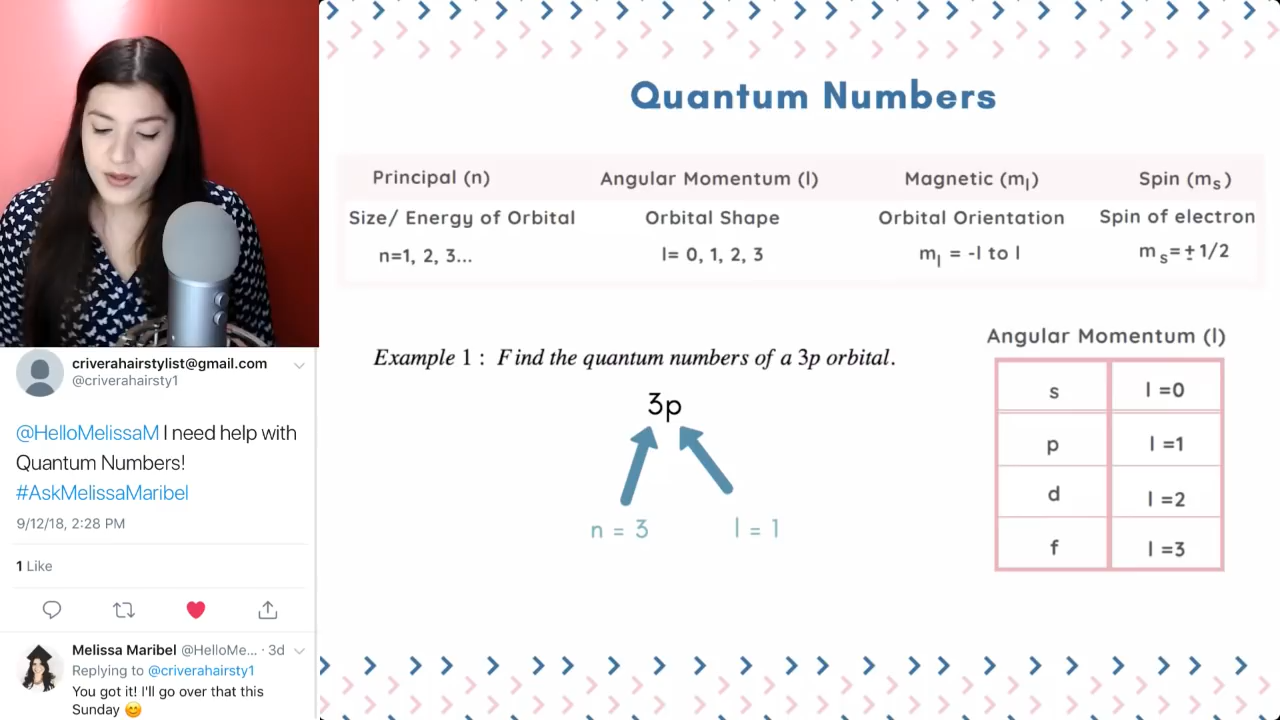 criverahairstylist@gmail.com
@criverahairsty1
@HelloMelissaM I need help with
Quantum Numbers!
#AskMelissaMaribel
9/12/18, 2:28 PM
1 Like
Melissa Maribel @HelloMe... · 3d
Replying to @criverahairsty1
You got it! I'll go over that this
Sunday 😊
Quantum Numbers
Principal (n) Angular Momentum (l) Magnetic (mₗ) Spin (mₛ)
Size/ Energy of Orbital Orbital Shape Orbital Orientation Spin of electron
n=1, 2, 3... l= 0, 1, 2, 3 mₗ = -l to l mₛ=± 1/2
Example 1 : Find the quantum numbers of a 3p orbital.
3p
n = 3 l = 1
Angular Momentum (l)
s l =0
p l =1
d l =2
f l =3